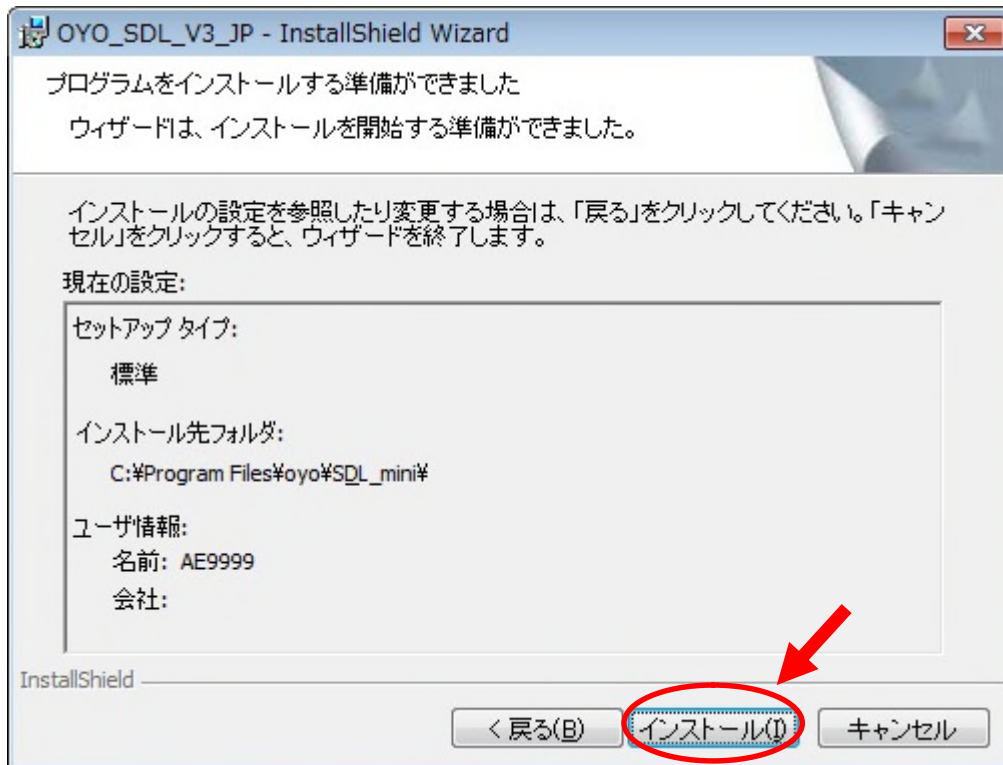 OYO_SDL_V3_JP - InstallShield Wizard
プログラムをインストールする準備ができました
ウィザードは、インストールを開始する準備ができました。
インストールの設定を参照したり変更する場合は、「戻る」をクリックしてください。「キャン
セル」をクリックすると、ウィザードを終了します。
現在の設定:
セットアップ タイプ:
標準
インストール先フォルダ:
C:¥Program Files¥oyo¥SDL_mini¥
ユーザ情報:
名前: AE9999
会社:
InstallShield
< 戻る(B) インストール(I) キャンセル